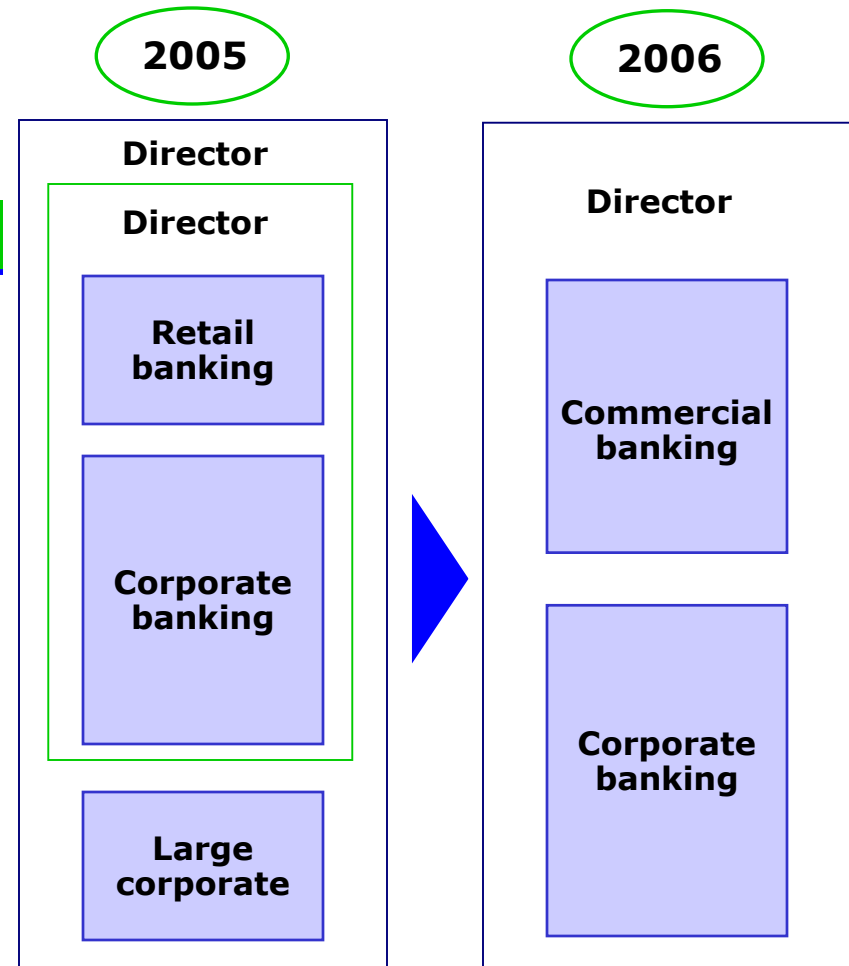 2005
Director
Director
Retail
banking
Corporate
banking
Large
corporate
2006
Director
Commercial
banking
Corporate
banking